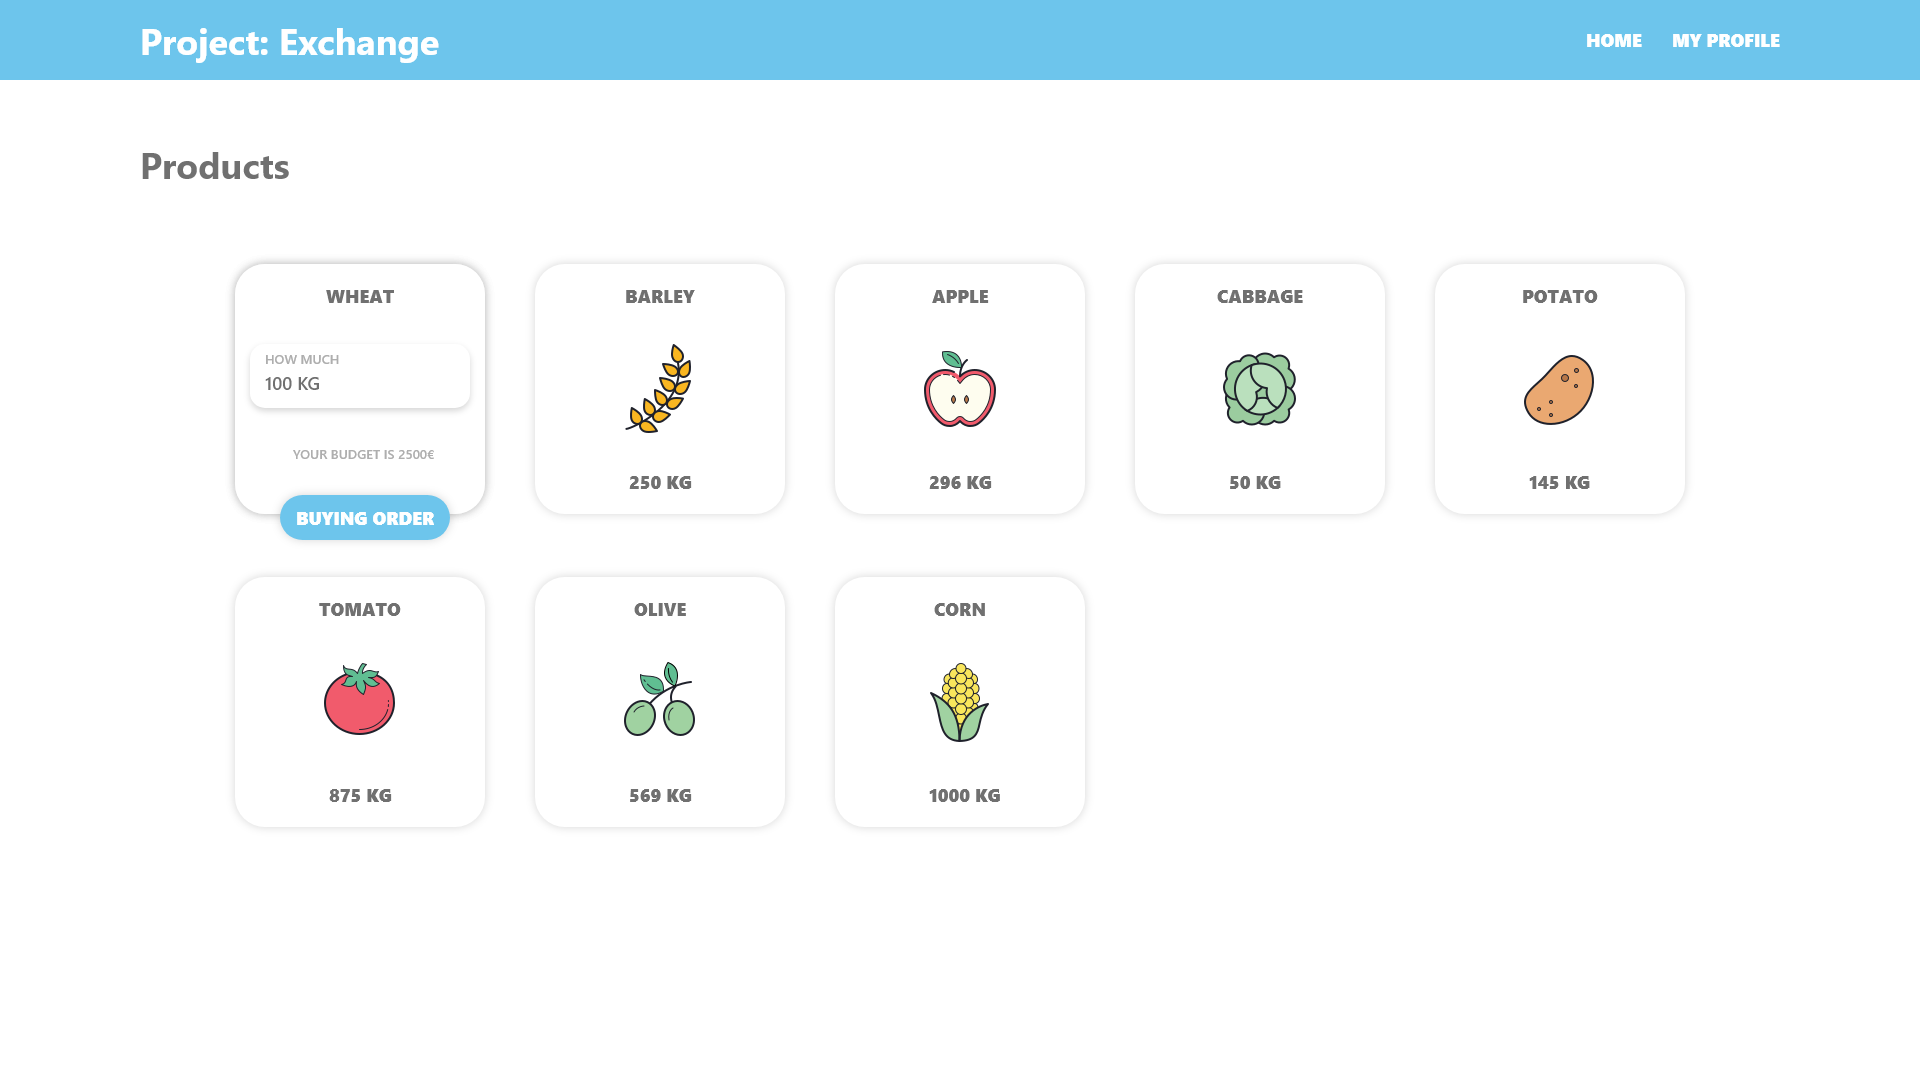 Project: Exchange
HOME MY PROFILE
Products
WHEAT
HOW MUCH
100 KG
YOUR BUDGET IS 2500€
BUYING ORDER
BARLEY
250 KG
APPLE
296 KG
CABBAGE
50 KG
POTATO
145 KG
TOMATO
875 KG
OLIVE
569 KG
CORN
1000 KG